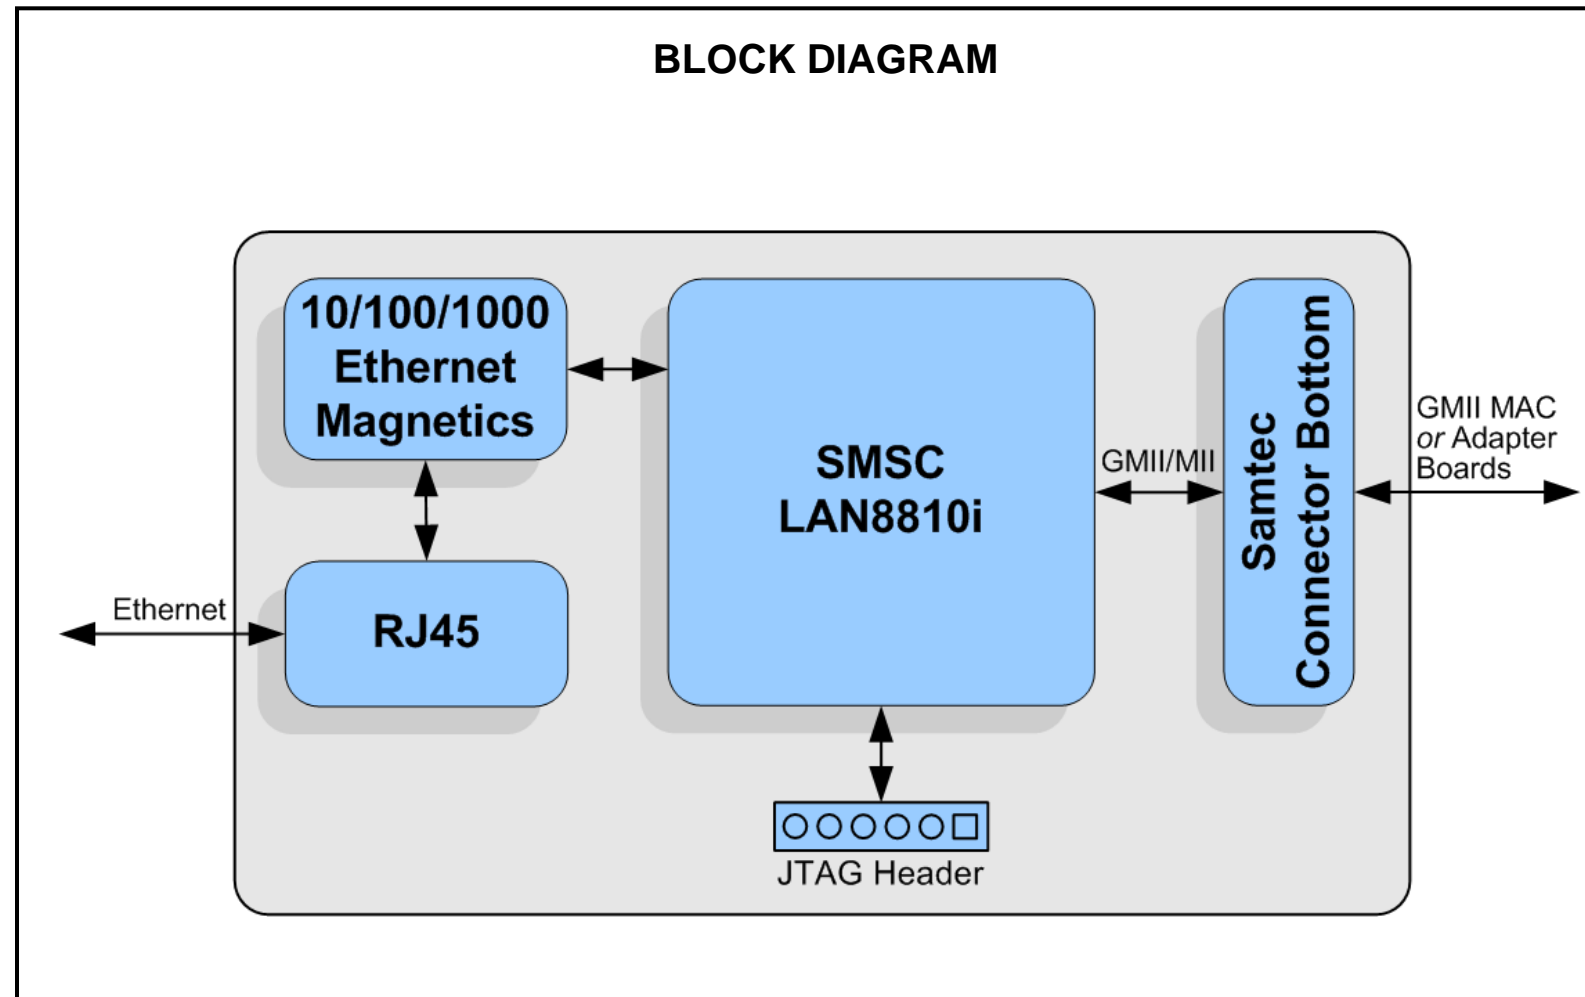 BLOCK DIAGRAM
10/100/1000
Ethernet
Magnetics
SMSC
LAN8810i
GMII/MII
Samtec
Connector Bottom
GMII MAC
or Adapter
Boards
Ethernet
RJ45
JTAG Header